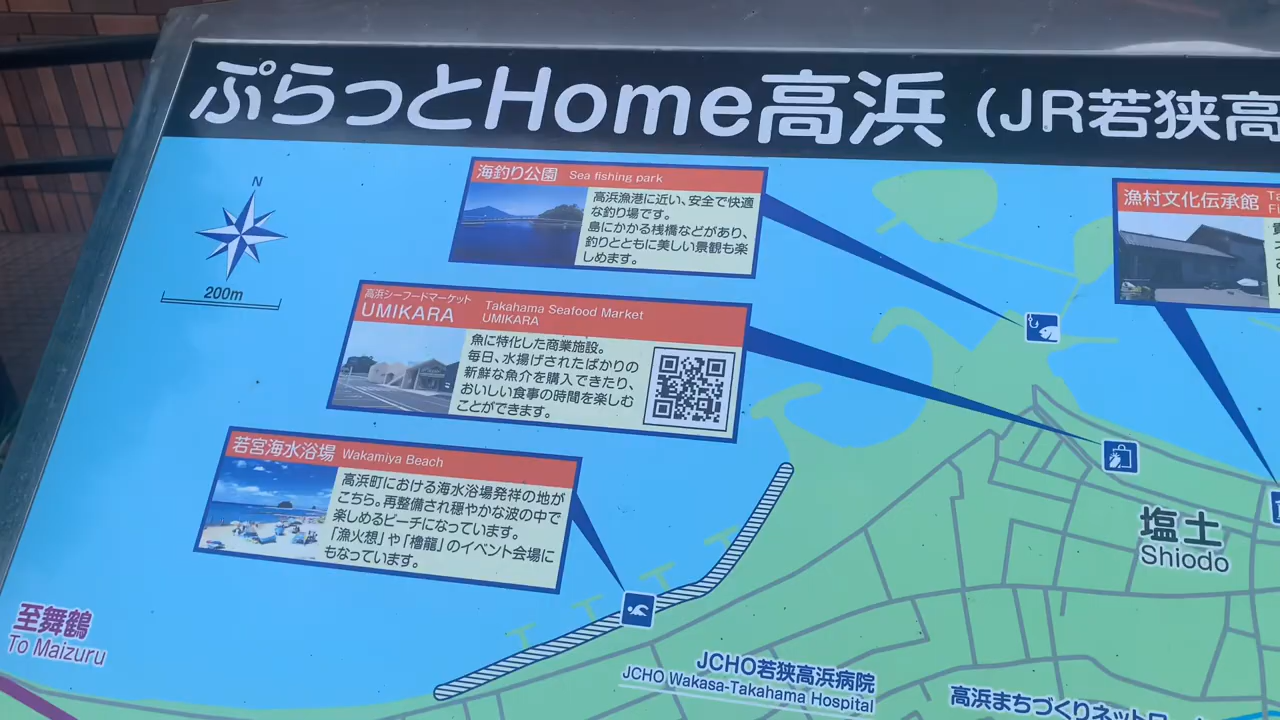 ぷらっとHome高浜 (JR若狭高
N
200m
海釣り公園 Sea fishing park
高浜漁港に近い、安全で快適
な釣り場です。
島にかかる桟橋などがあり、
釣りとともに美しい景観も楽
しめます。
漁村文化伝承館
高浜シーフードマーケット
UMIKARA
Takahama Seafood Market
UMIKARA
魚に特化した商業施設。
毎日、水揚げされたばかりの
新鮮な魚介を購入できたり、
おいしい食事の時間を楽しむ
ことができます。
若宮海水浴場 Wakamiya Beach
高浜町における海水浴場発祥の地が
こちら。再整備され穏やかな波の中で
楽しめるビーチになっています。
「漁火想」や「櫓龍」のイベント会場に
もなっています。
塩土
Shiodo
至舞鶴
To Maizuru
JCHO若狭高浜病院
JCHO Wakasa-Takahama Hospital
高浜まちづくりネットワ